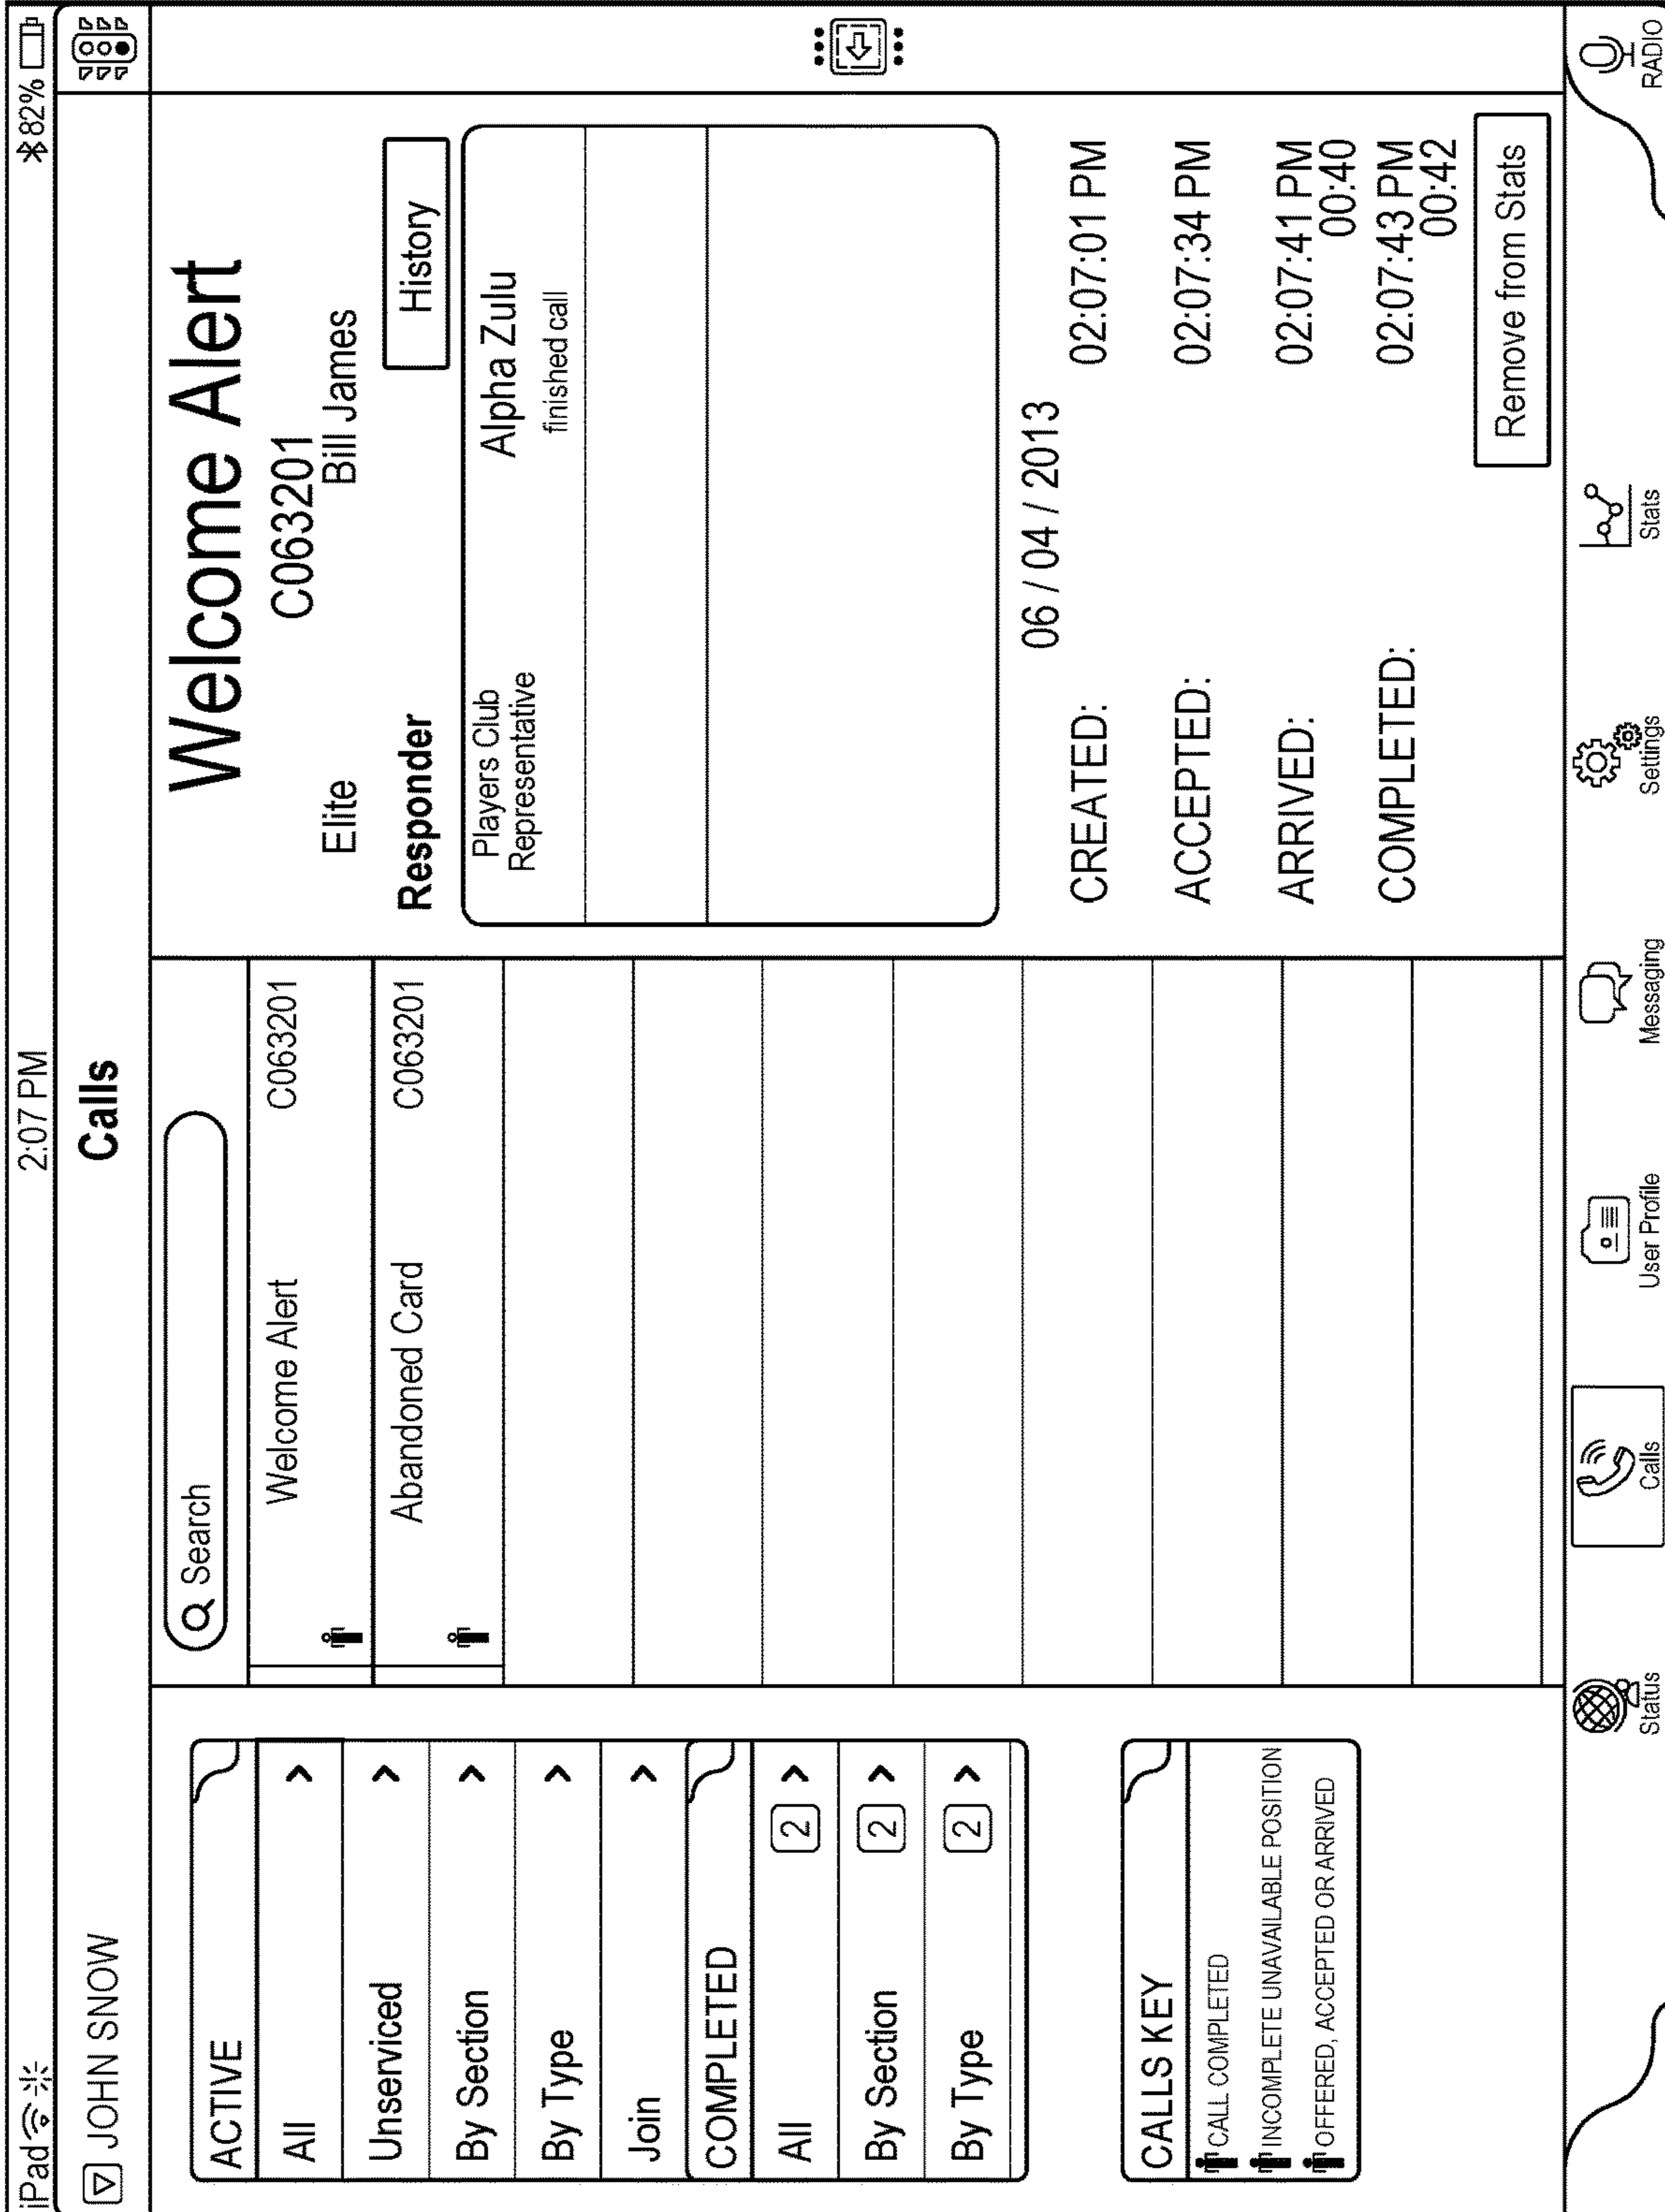 iPad 2:07 PM 82%
JOHN SNOW Calls
ACTIVE
All >
Unserviced >
By Section >
By Type >
Join >
COMPLETED
All 2 >
By Section 2 >
By Type 2 >
CALLS KEY
CALL COMPLETED
INCOMPLETE UNAVAILABLE POSITION
OFFERED, ACCEPTED OR ARRIVED
Search
Welcome Alert C063201
Abandoned Card C063201
Welcome Alert
C063201
Elite Bill James
Responder History
Players Club
Representative
Alpha Zulu
finished call
06 / 04 / 2013
CREATED: 02:07:01 PM
ACCEPTED: 02:07:34 PM
ARRIVED: 02:07:41 PM
00:40
COMPLETED: 02:07:43 PM
00:42
Remove from Stats
Status Calls User Profile Messaging Settings Stats RADIO